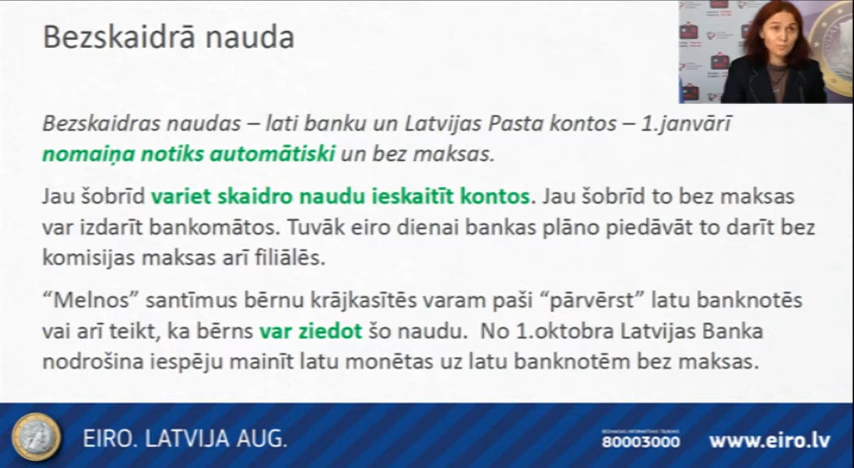 Bezskaidrā nauda
Bezskaidras naudas – lati banku un Latvijas Pasta kontos – 1.janvārī
nomaiņa notiks automātiski un bez maksas.
Jau šobrīd variet skaidro naudu ieskaitīt kontos. Jau šobrīd to bez maksas
var izdarīt bankomātos. Tuvāk eiro dienai bankas plāno piedāvāt to darīt bez
komisijas maksas arī filiālēs.
“Melnos” santīmus bērnu krājkasītēs varam paši “pārvērst” latu banknotēs
vai arī teikt, ka bērns var ziedot šo naudu. No 1.oktobra Latvijas Banka
nodrošina iespēju mainīt latu monētas uz latu banknotēm bez maksas.
EIRO. LATVIJA AUG.
80003000
www.eiro.lv